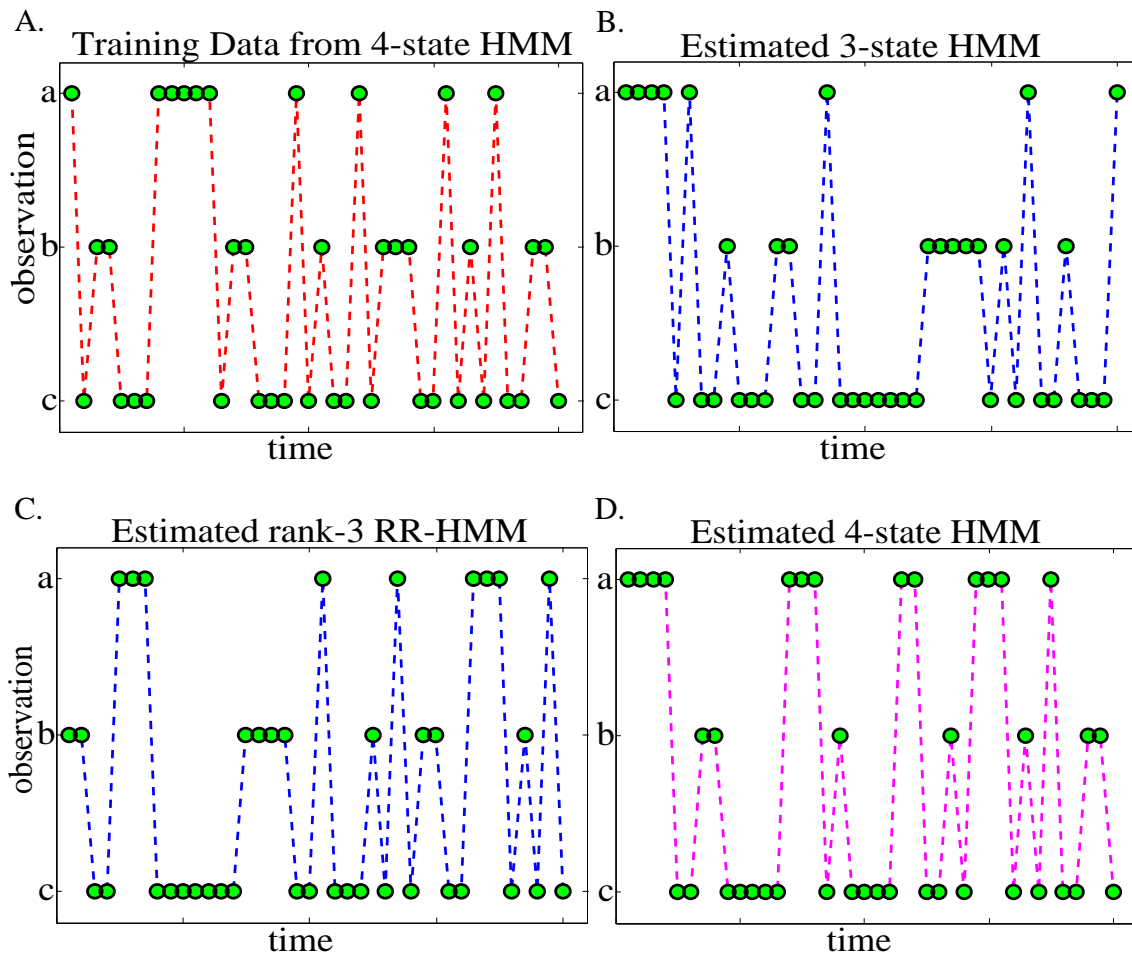 A.
Training Data from 4-state HMM
a
b
c
observation
time
B.
Estimated 3-state HMM
a
b
c
time
C.
Estimated rank-3 RR-HMM
a
b
c
observation
time
D.
Estimated 4-state HMM
a
b
c
time